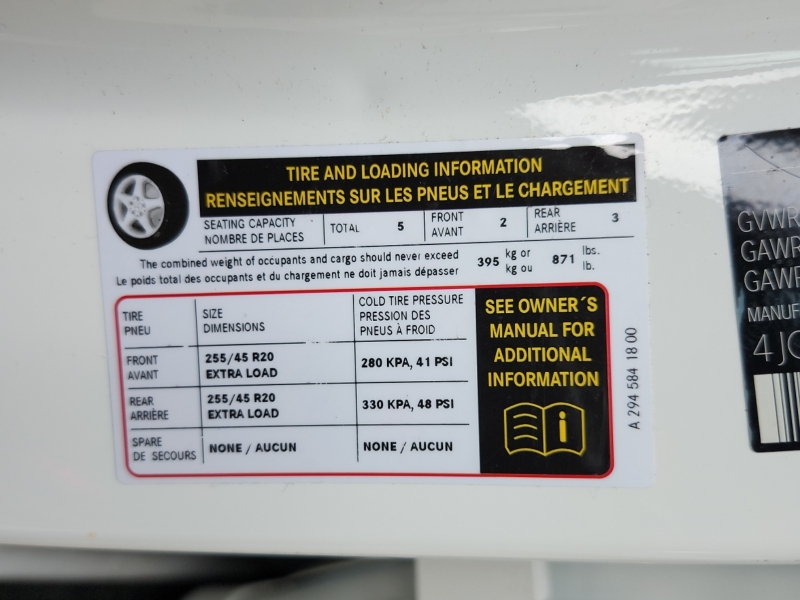 TIRE AND LOADING INFORMATION
RENSEIGNEMENTS SUR LES PNEUS ET LE CHARGEMENT
SEATING CAPACITY
NOMBRE DE PLACES
TOTAL 5
FRONT
AVANT
2
REAR
ARRIÈRE
3
The combined weight of occupants and cargo should never exceed
Le poids total des occupants et du chargement ne doit jamais dépasser
395 kg or
kg ou
871 lbs.
lb.
TIRE
PNEU
SIZE
DIMENSIONS
COLD TIRE PRESSURE
PRESSION DES
PNEUS À FROID
FRONT
AVANT
255/45 R20
EXTRA LOAD
280 KPA, 41 PSI
REAR
ARRIÈRE
255/45 R20
EXTRA LOAD
330 KPA, 48 PSI
SPARE
DE SECOURS
NONE / AUCUN
NONE / AUCUN
SEE OWNER´S
MANUAL FOR
ADDITIONAL
INFORMATION
i
A 294 584 18 00
GVWR
GAWR
GAWR
MANUF
4 JG